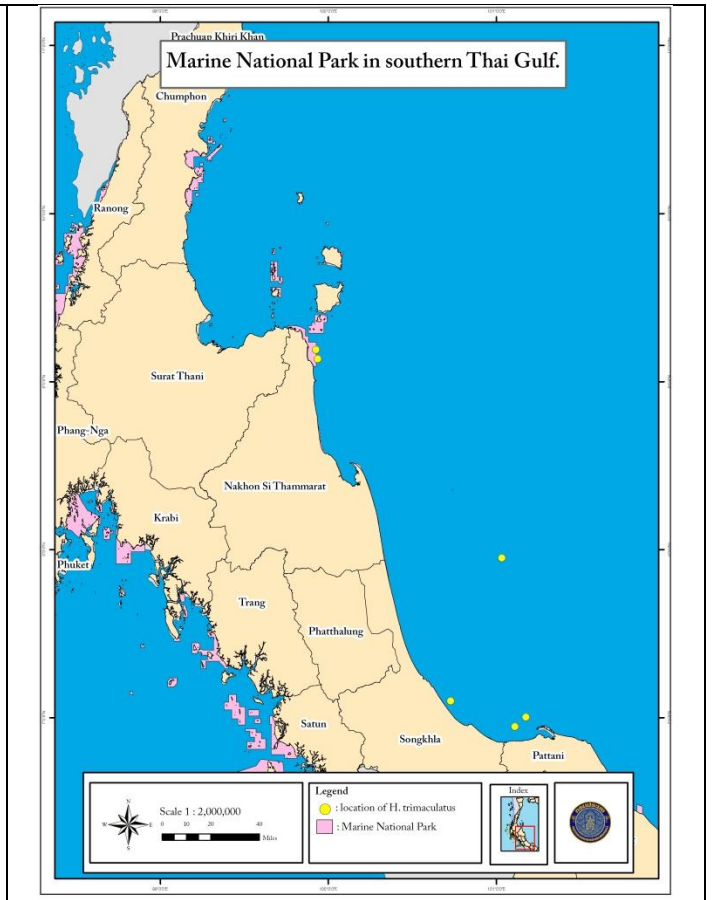 Prachuap Khiri Khan
Marine National Park in southern Thai Gulf.
Chumphon
Ranong
Surat Thani
Phang-Nga
Nakhon Si Thammarat
Krabi
Phuket
Trang
Phatthalung
Satun
Songkhla
Pattani
N
W
E
S
Scale 1 : 2,000,000
0 10 20 40
Miles
Legend
: location of H. trimaculatus
: Marine National Park
Index